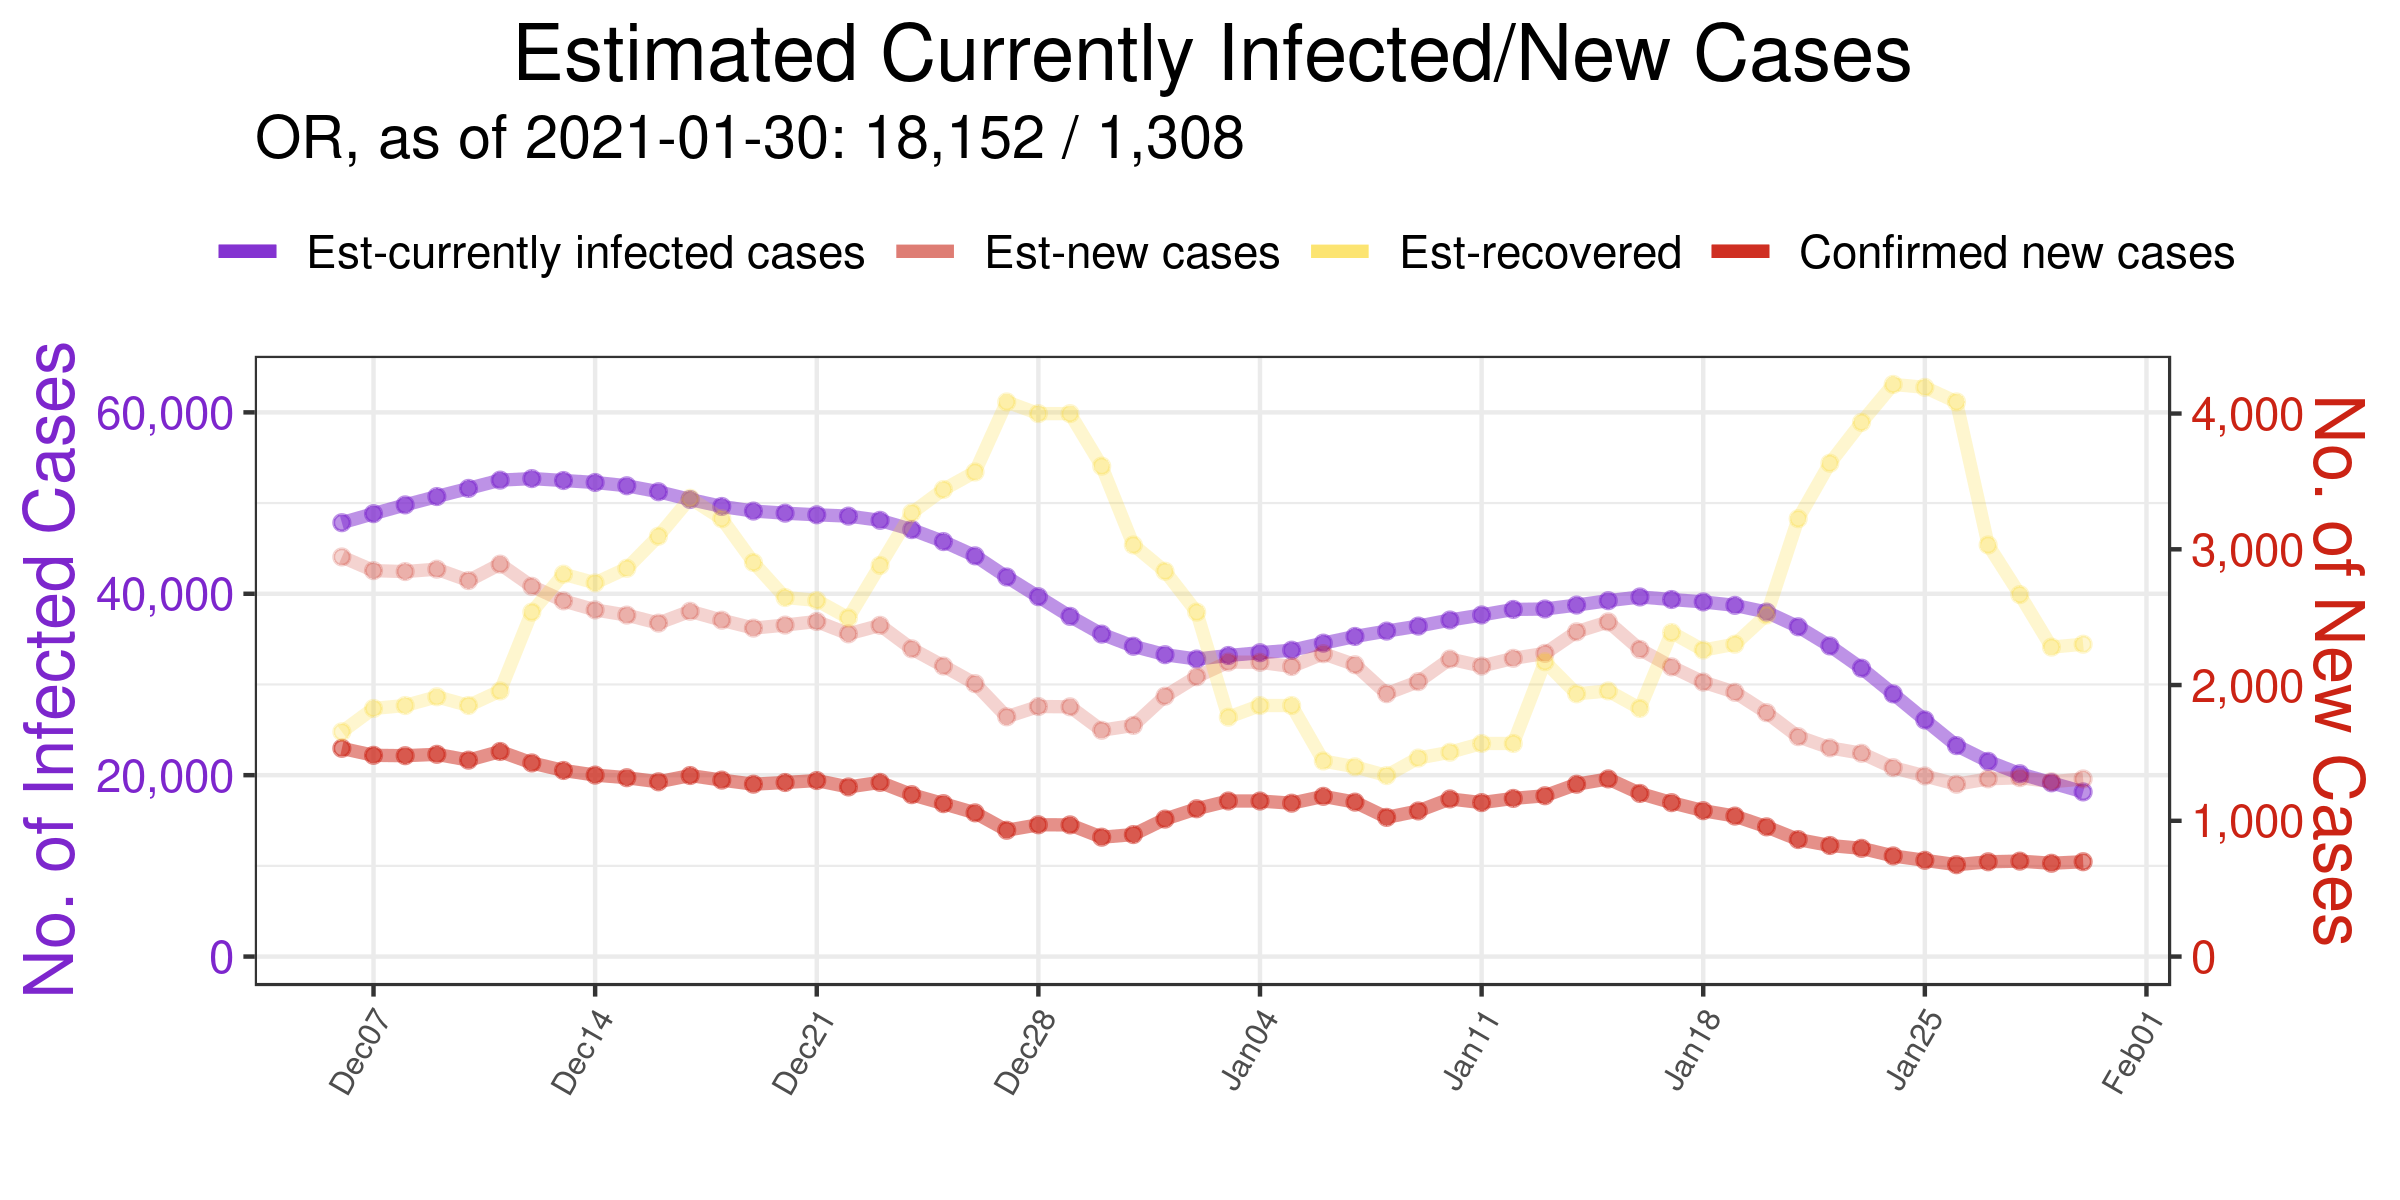 Estimated Currently Infected/New Cases
OR, as of 2021-01-30: 18,152 / 1,308
Est-currently infected cases Est-new cases Est-recovered Confirmed new cases
No. of Infected Cases
60,000
40,000
20,000
0
4,000
3,000
2,000
1,000
0
No. of New Cases
Dec07 Dec14 Dec21 Dec28 Jan04 Jan11 Jan18 Jan25 Feb01